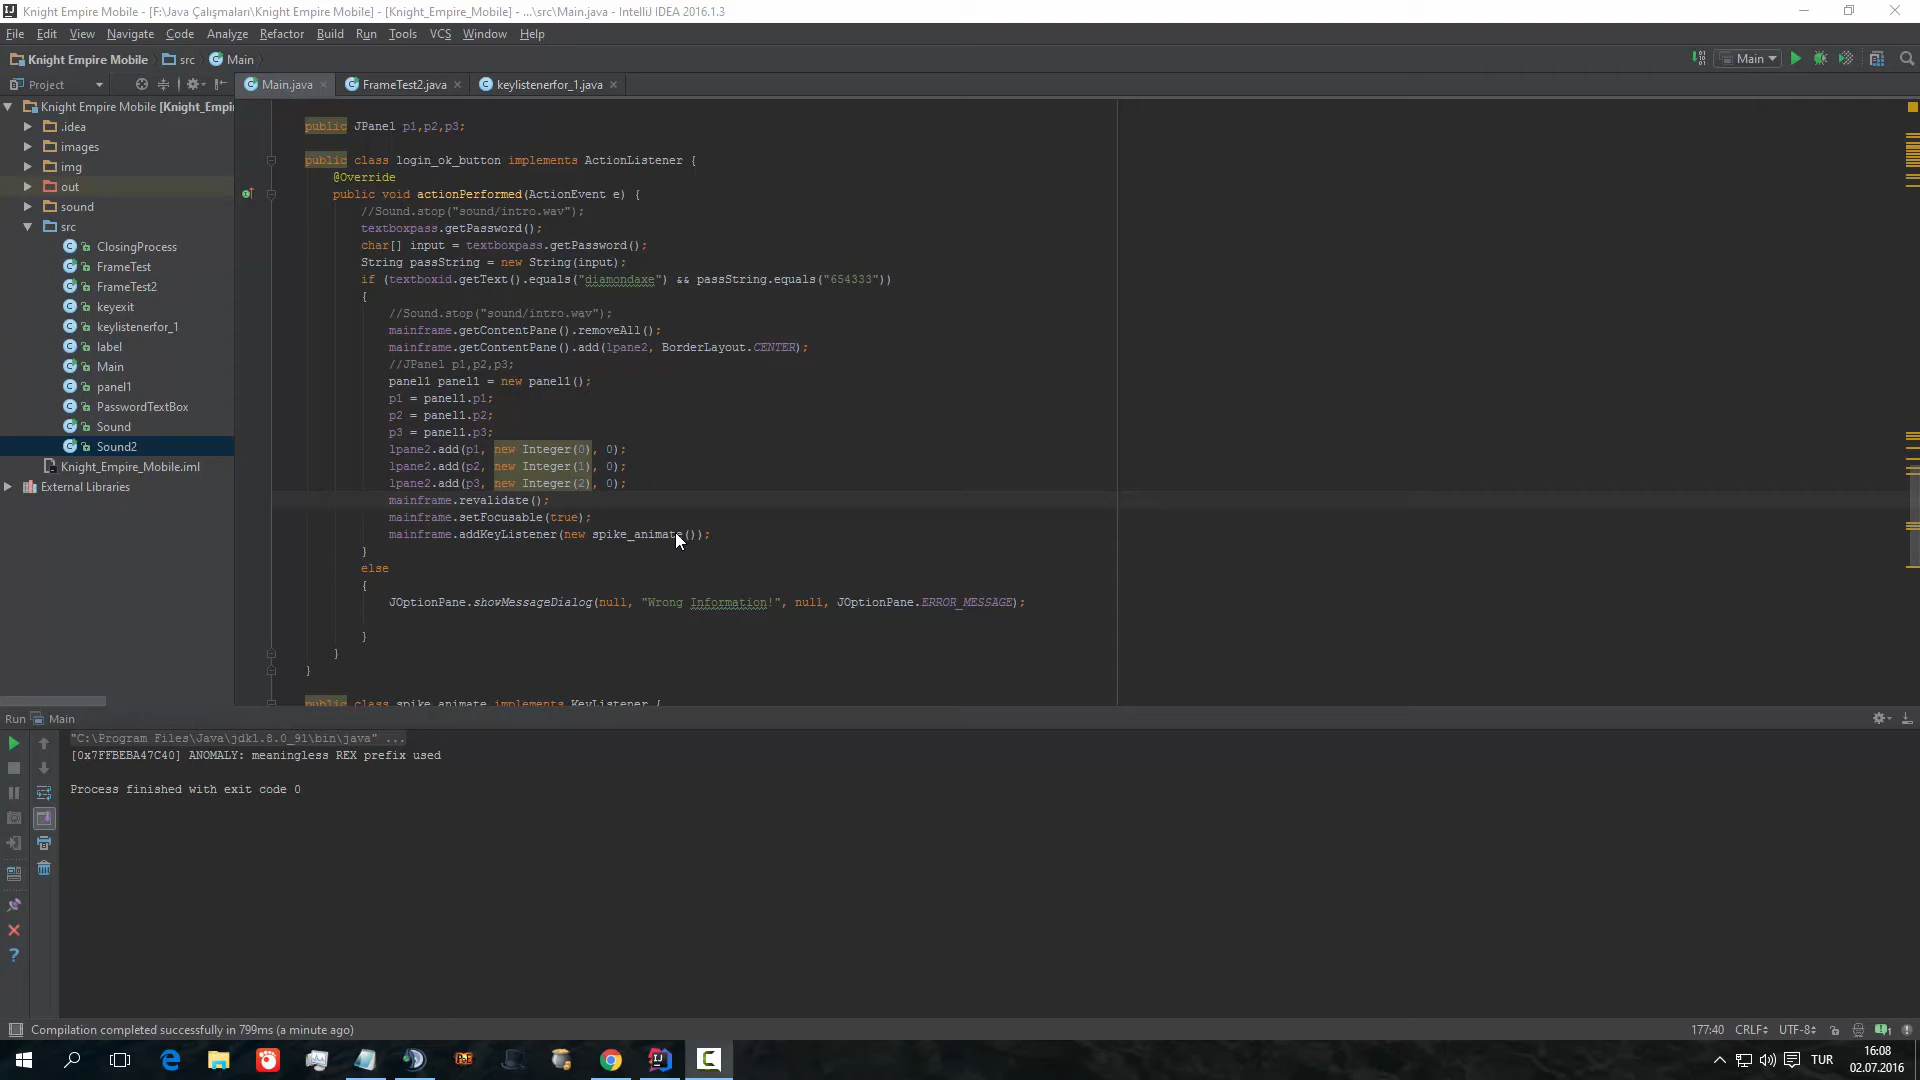 Knight Empire Mobile - [F:\Java Çalışmaları\Knight Empire Mobile] - [Knight_Empire_Mobile] - ...\src\Main.java - IntelliJ IDEA 2016.1.3
File Edit View Navigate Code Analyze Refactor Build Run Tools VCS Window Help
Knight Empire Mobile src Main
Main
Project
Main.java FrameTest2.java keylistenerfor_1.java
Knight Empire Mobile [Knight_Empi
.idea
images
img
out
sound
src
ClosingProcess
FrameTest
FrameTest2
keyexit
keylistenerfor_1
label
Main
panel1
PasswordTextBox
Sound
Sound2
Knight_Empire_Mobile.iml
External Libraries
public JPanel p1,p2,p3;
public class login_ok_button implements ActionListener {
@Override
public void actionPerformed(ActionEvent e) {
//Sound.stop("sound/intro.wav");
textboxpass.getPassword();
char[] input = textboxpass.getPassword();
String passString = new String(input);
if (textboxid.getText().equals("diamondaxe") && passString.equals("654333"))
{
//Sound.stop("sound/intro.wav");
mainframe.getContentPane().removeAll();
mainframe.getContentPane().add(lpane2, BorderLayout.CENTER);
//JPanel p1,p2,p3;
panel1 panel1 = new panel1();
p1 = panel1.p1;
p2 = panel1.p2;
p3 = panel1.p3;
lpane2.add(p1, new Integer(0), 0);
lpane2.add(p2, new Integer(1), 0);
lpane2.add(p3, new Integer(2), 0);
mainframe.revalidate();
mainframe.setFocusable(true);
mainframe.addKeyListener(new spike_animate());
}
else
{
JOptionPane.showMessageDialog(null, "Wrong Information!", null, JOptionPane.ERROR_MESSAGE);
}
}
}
public class spike_animate implements KeyListener {
Run Main
"C:\Program Files\Java\jdk1.8.0_91\bin\java" ...
[0x7FFBEBA47C40] ANOMALY: meaningless REX prefix used
Process finished with exit code 0
Compilation completed successfully in 799ms (a minute ago)
177:40 CRLF UTF-8
TUR
16:08
02.07.2016